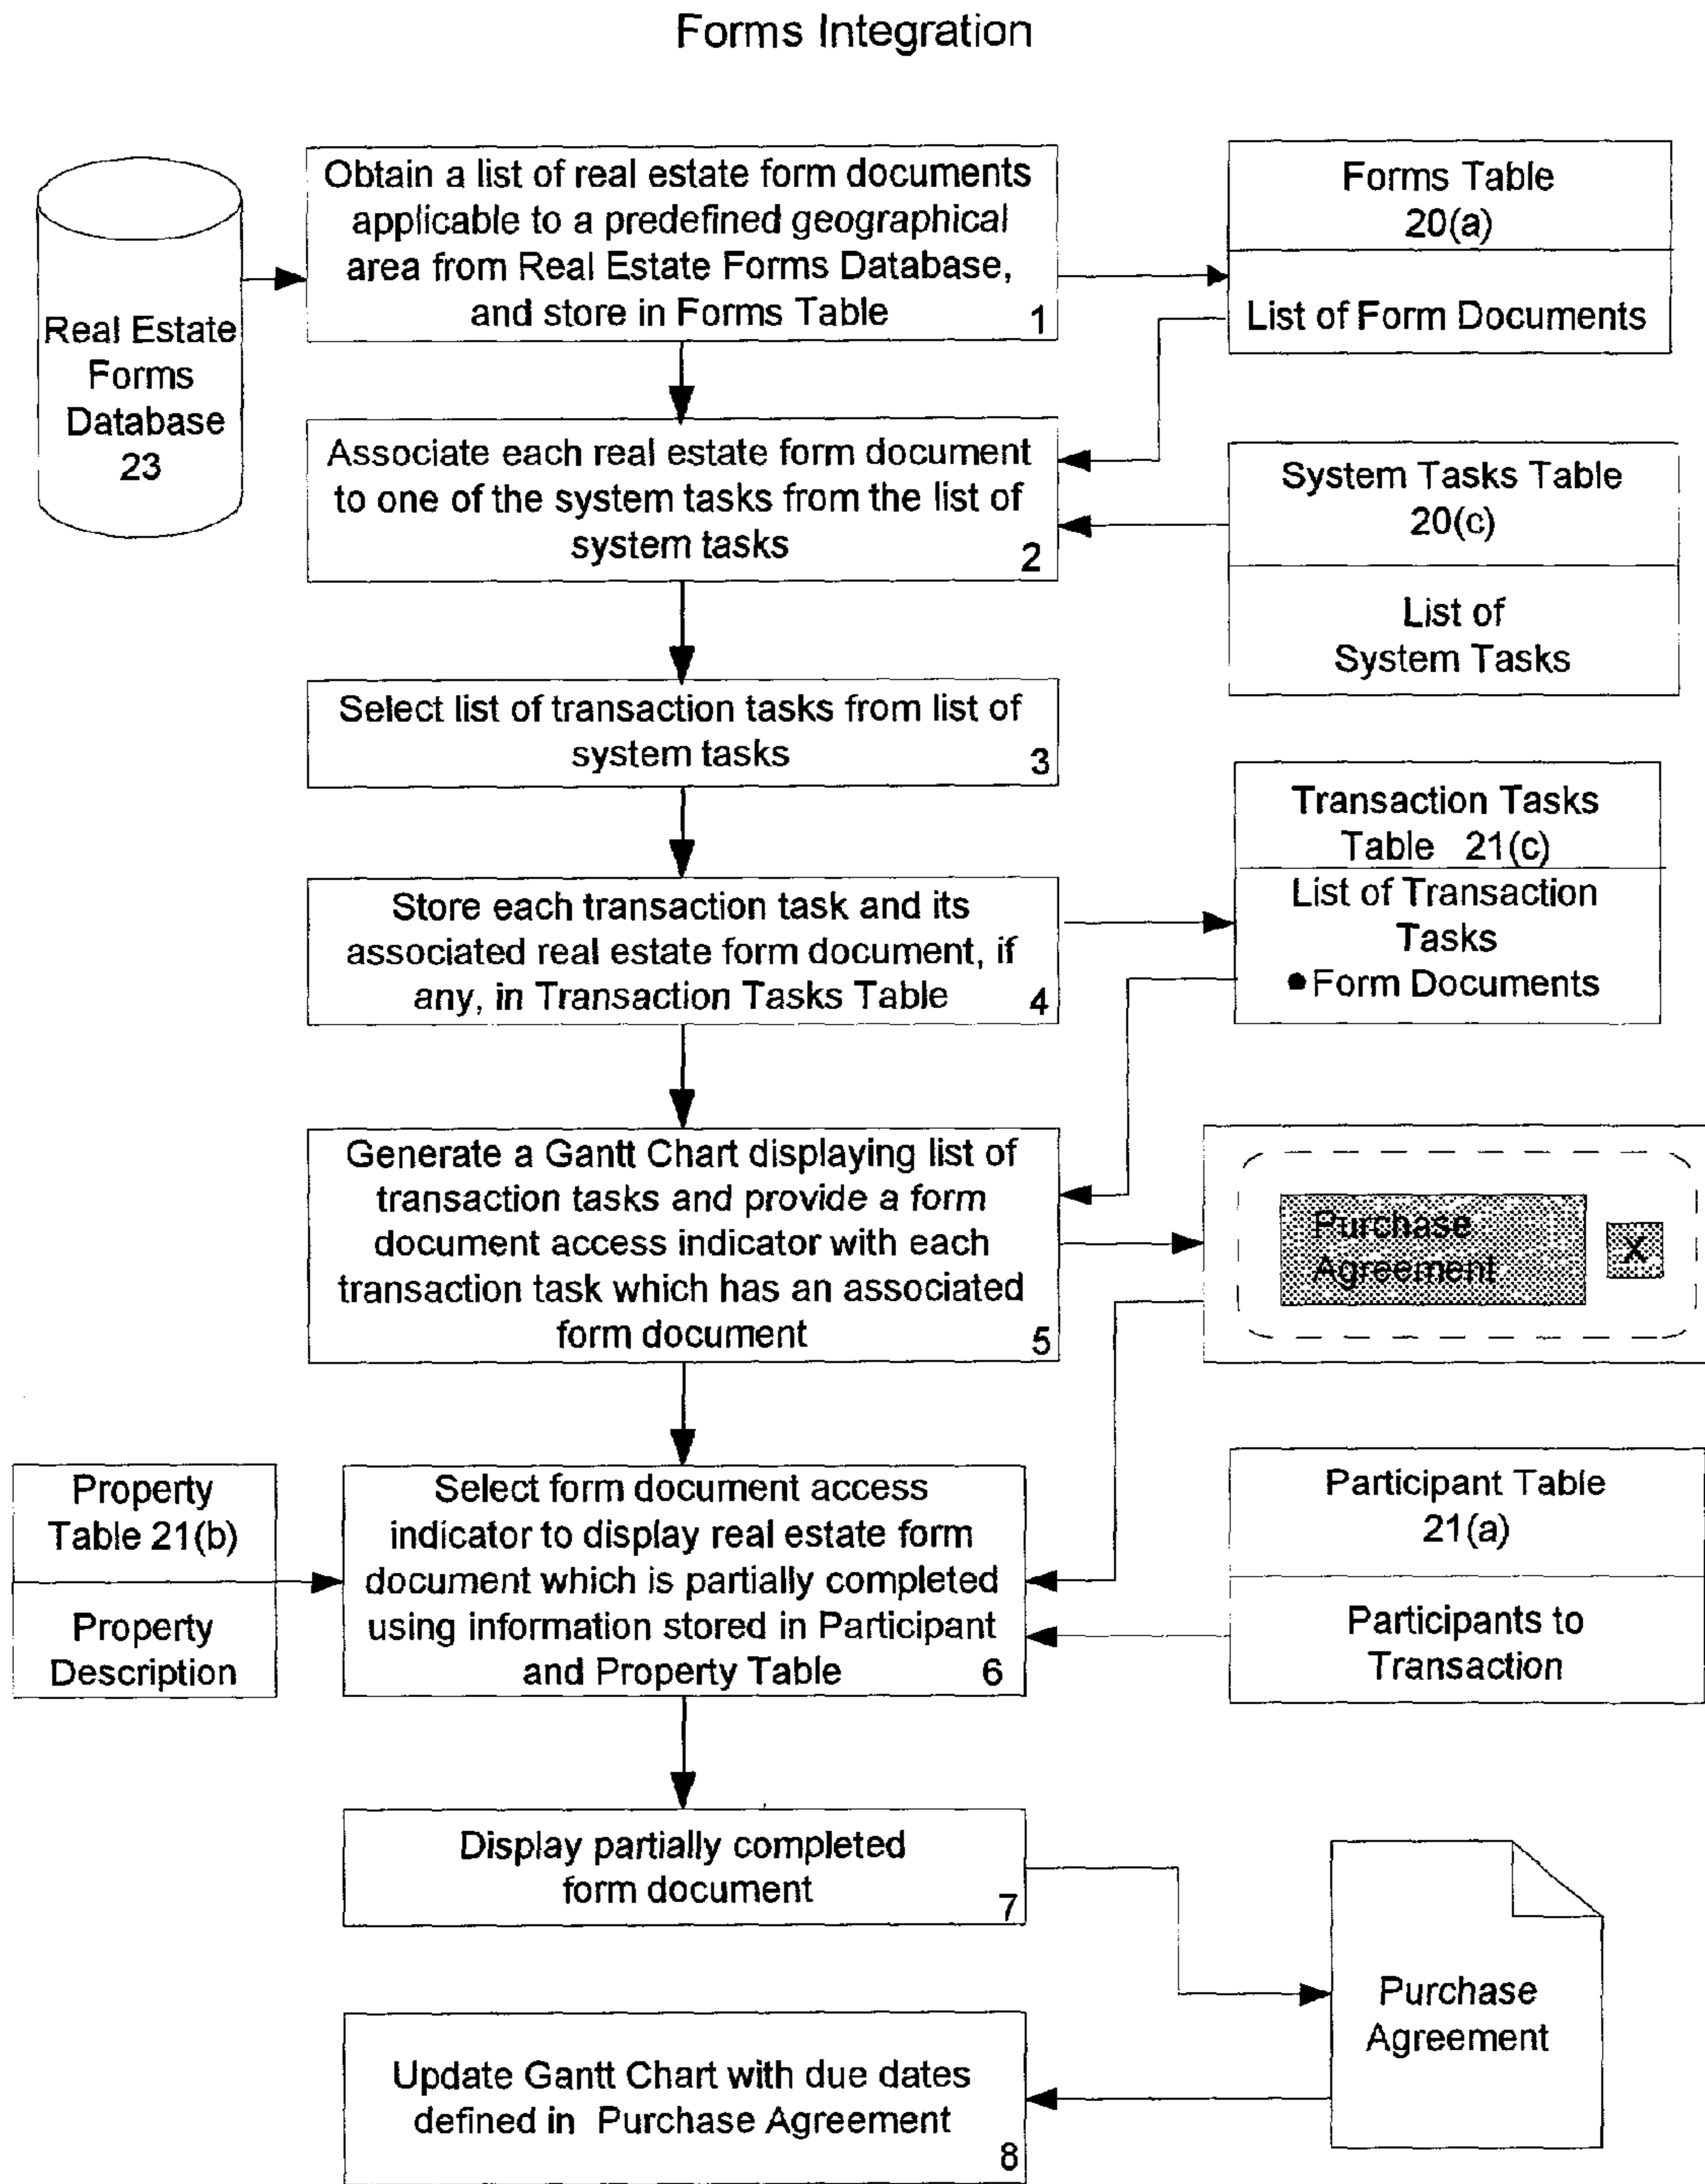 Forms Integration
Real Estate
Forms
Database
23
Obtain a list of real estate form documents
applicable to a predefined geographical
area from Real Estate Forms Database,
and store in Forms Table
1
Forms Table
20(a)
List of Form Documents
Associate each real estate form document
to one of the system tasks from the list of
system tasks
2
System Tasks Table
20(c)
List of
System Tasks
Select list of transaction tasks from list of
system tasks
3
Transaction Tasks
Table 21(c)
List of Transaction
Tasks
● Form Documents
Store each transaction task and its
associated real estate form document, if
any, in Transaction Tasks Table
4
Generate a Gantt Chart displaying list of
transaction tasks and provide a form
document access indicator with each
transaction task which has an associated
form document
5
Purchase
Agreement
X
Property
Table 21(b)
Property
Description
Select form document access
indicator to display real estate form
document which is partially completed
using information stored in Participant
and Property Table
6
Participant Table
21(a)
Participants to
Transaction
Display partially completed
form document
7
Purchase
Agreement
Update Gantt Chart with due dates
defined in Purchase Agreement
8